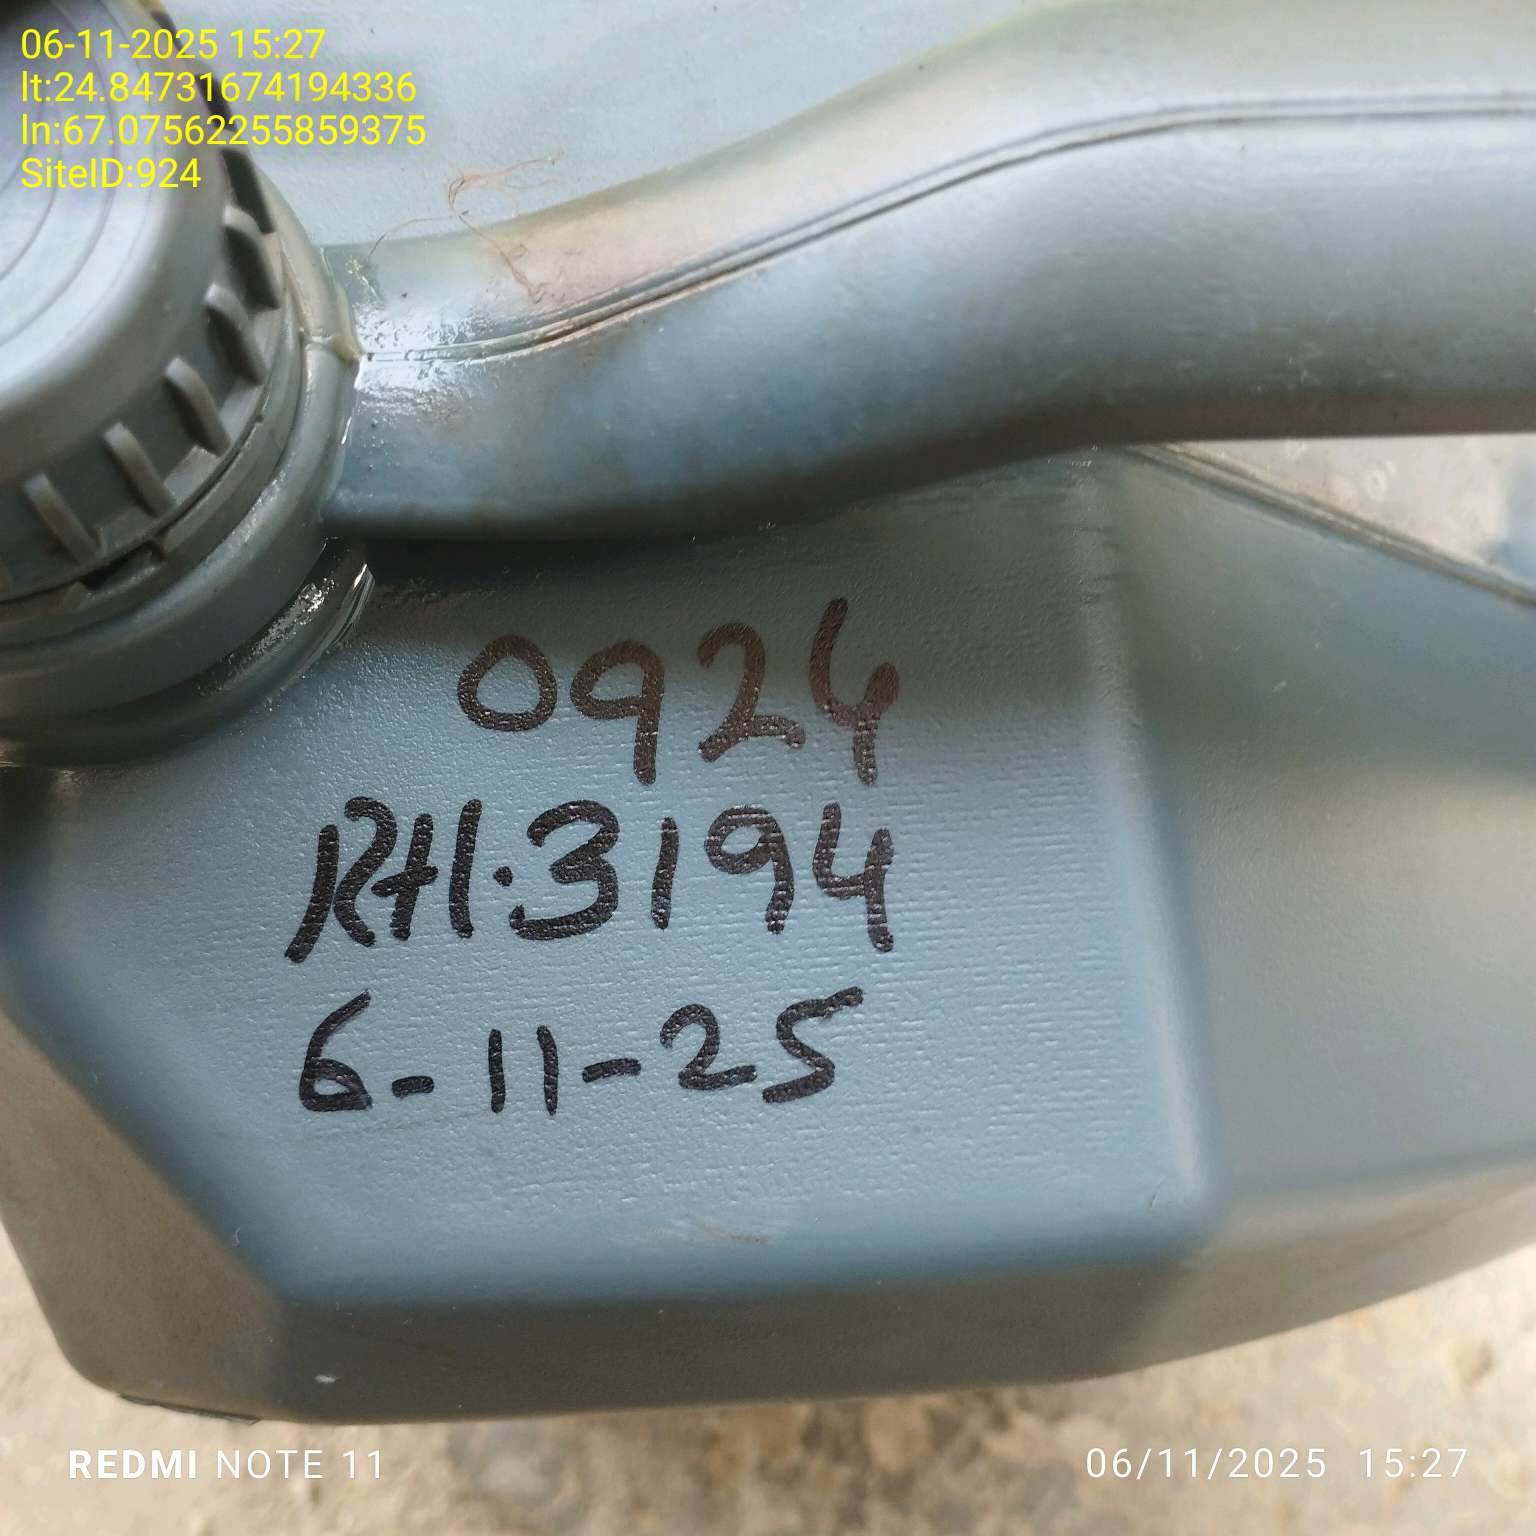 06-11-2025 15:27
lt:24.84731674194336
ln:67.07562255859375
SiteID:924
0924
RH:3194
6-11-25
REDMI NOTE 11
06/11/2025 15:27